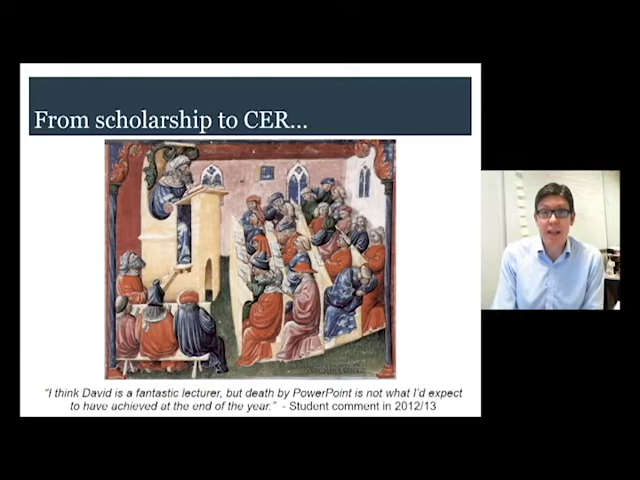 From scholarship to CER...
"I think David is a fantastic lecturer, but death by PowerPoint is not what I'd expect
to have achieved at the end of the year." - Student comment in 2012/13